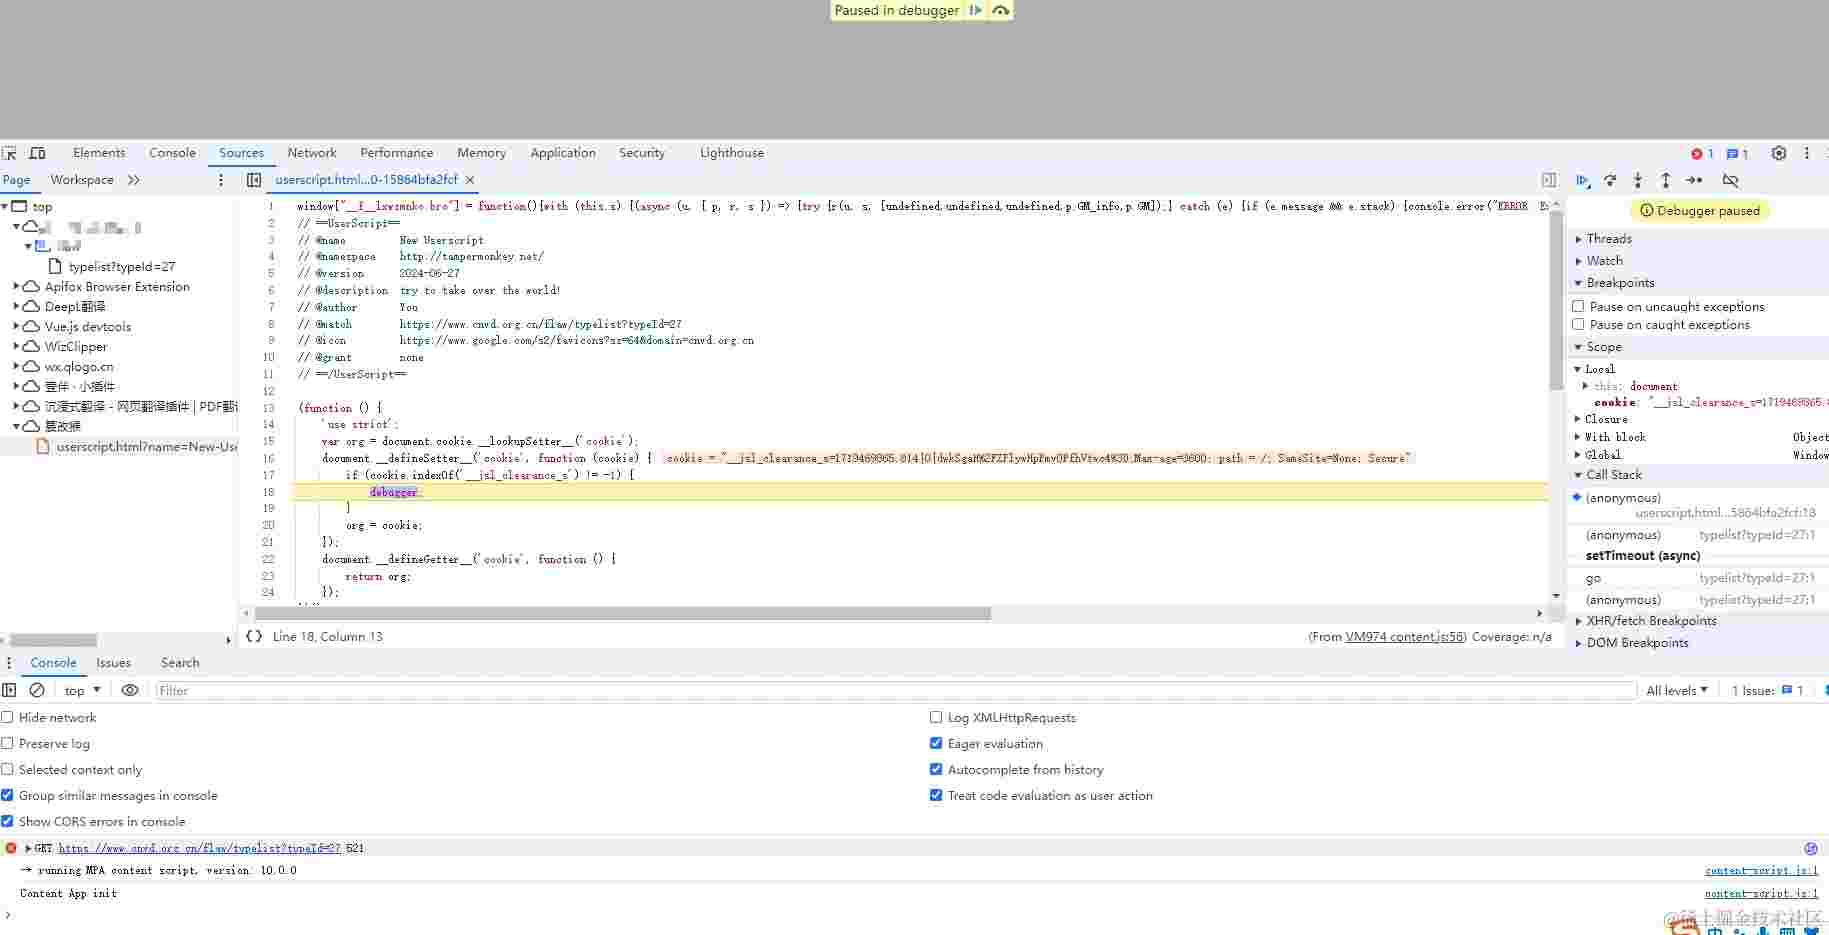 Paused in debugger
Elements Console Sources Network Performance Memory Application Security Lighthouse
1 1
Page Workspace
userscript.html...0-15864bfa2fcf ×
top
typelist?typeId=27
Apifox Browser Extension
DeepL翻译
Vue.js devtools
WizClipper
wx.qlogo.cn
壹伴 · 小插件
沉浸式翻译 - 网页翻译插件 | PDF翻译
篡改猴
userscript.html?name=New-Use
1 window["__f__lxwzmnko.bro"] = function(){with (this.s) {(async (u, { p, r, s }) => {try {r(u, s, [undefined,undefined,undefined,p.GM_info,p.GM]);} catch (e) {if (e.message && e.stack) {console.error("ERROR: E
2 // ==UserScript==
3 // @name New Userscript
4 // @namespace http://tampermonkey.net/
5 // @version 2024-06-27
6 // @description try to take over the world!
7 // @author You
8 // @match https://www.cnvd.org.cn/flaw/typelist?typeId=27
9 // @icon https://www.google.com/s2/favicons?sz=64&domain=cnvd.org.cn
10 // @grant none
11 // ==/UserScript==
12
13 (function () {
14 'use strict';
15 var org = document.cookie.__lookupSetter__('cookie');
16 document.__defineSetter__('cookie', function (cookie) { cookie = "__jsl_clearance_s=1719469365.814|0|
Max-age=3600; path = /; SameSite=None; Secure"
17 if (cookie.indexOf('__jsl_clearance_s') != -1) {
18 debugger;
19 }
20 org = cookie;
21 });
22 document.__defineGetter__('cookie', function () {
23 return org;
24 });
{} Line 18, Column 13
(From VM974 content.js:56) Coverage: n/a
Debugger paused
Threads
Watch
Breakpoints
Pause on uncaught exceptions
Pause on caught exceptions
Scope
Local
this: document
cookie: "__jsl_clearance_s=1719469365.
Closure
With block Object
Global Window
Call Stack
(anonymous)
userscript.html...5864bfa2fcf:18
(anonymous) typelist?typeId=27:1
setTimeout (async)
go typelist?typeId=27:1
(anonymous) typelist?typeId=27:1
XHR/fetch Breakpoints
DOM Breakpoints
Console Issues Search
top Filter All levels 1 Issue: 1
Hide network
Log XMLHttpRequests
Preserve log
Eager evaluation
Selected context only
Autocomplete from history
Group similar messages in console
Treat code evaluation as user action
Show CORS errors in console
GET https://www.cnvd.org.cn/flaw/typelist?typeId=27 521
→ running MPA content script, version: 10.0.0 content-script.js:1
Content App init content-script.js:1
@稀土掘金技术社区